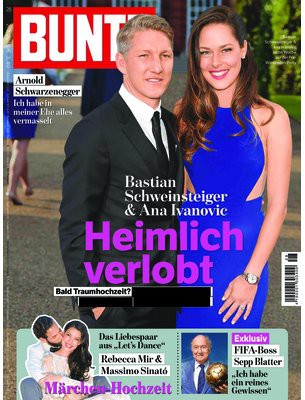 BUNTE
Arnold
Schwarzenegger
Ich habe in
meiner Ehe alles
vermasselt
Bastian
Schweinsteiger
& Ana Ivanovic
Heimlich
verlobt
Bald Traumhochzeit?
Das Liebespaar
aus „Let's Dance“
Rebecca Mir &
Massimo Sinató
Märchen-Hochzeit
Exklusiv
FIFA-Boss
Sepp Blatter
„Ich habe
ein reines
Gewissen“